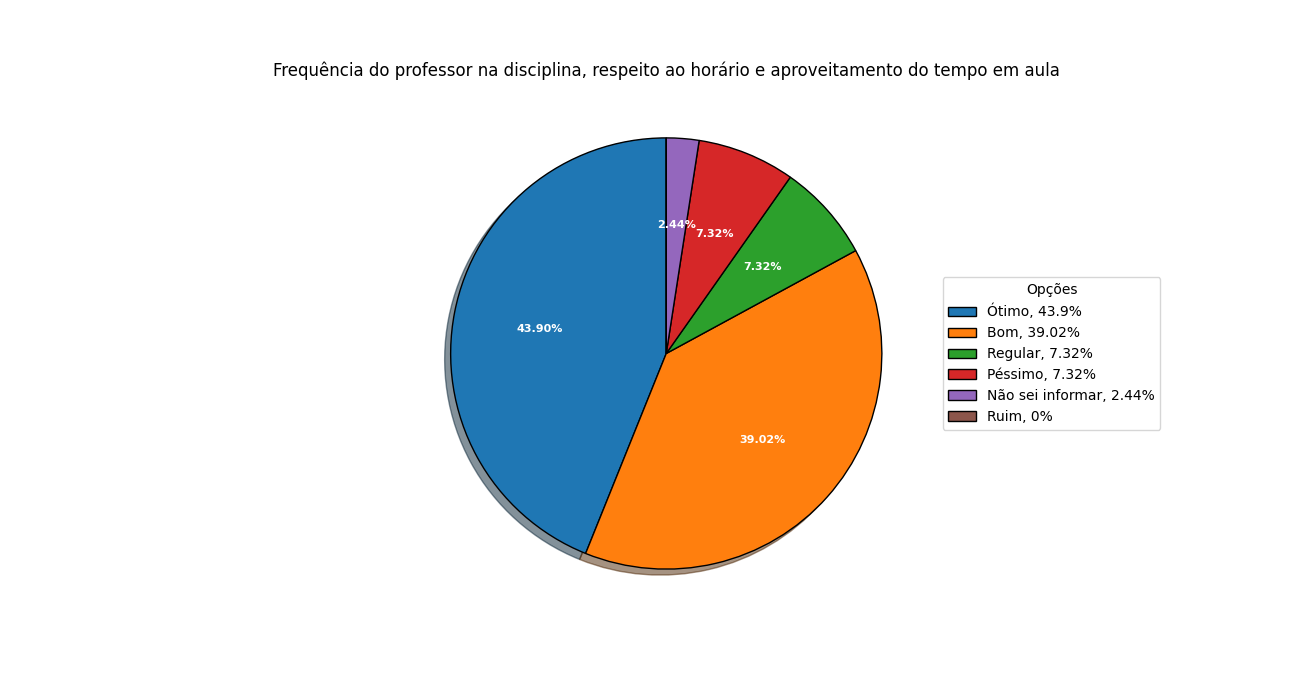 Frequência do professor na disciplina, respeito ao horário e aproveitamento do tempo em aula
2.44%
7.32%
7.32%
43.90%
39.02%
Opções
Ótimo, 43.9%
Bom, 39.02%
Regular, 7.32%
Péssimo, 7.32%
Não sei informar, 2.44%
Ruim, 0%